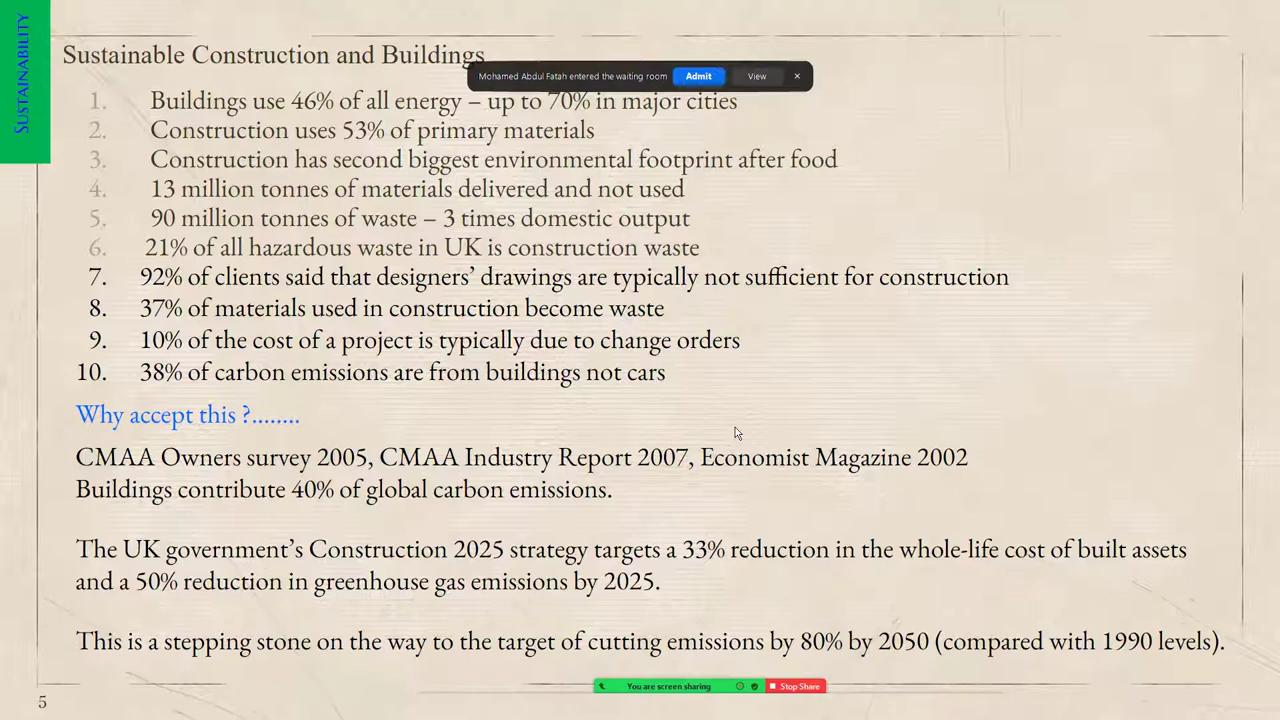 SUSTAINABILITY
Sustainable Construction and Buildings
Mohamed Abdul Fatah entered the waiting room Admit View ×
1. Buildings use 46% of all energy – up to 70% in major cities
2. Construction uses 53% of primary materials
3. Construction has second biggest environmental footprint after food
4. 13 million tonnes of materials delivered and not used
5. 90 million tonnes of waste – 3 times domestic output
6. 21% of all hazardous waste in UK is construction waste
7. 92% of clients said that designers’ drawings are typically not sufficient for construction
8. 37% of materials used in construction become waste
9. 10% of the cost of a project is typically due to change orders
10. 38% of carbon emissions are from buildings not cars
Why accept this ?........
CMAA Owners survey 2005, CMAA Industry Report 2007, Economist Magazine 2002
Buildings contribute 40% of global carbon emissions.
The UK government’s Construction 2025 strategy targets a 33% reduction in the whole-life cost of built assets
and a 50% reduction in greenhouse gas emissions by 2025.
This is a stepping stone on the way to the target of cutting emissions by 80% by 2050 (compared with 1990 levels).
You are screen sharing Stop Share
5